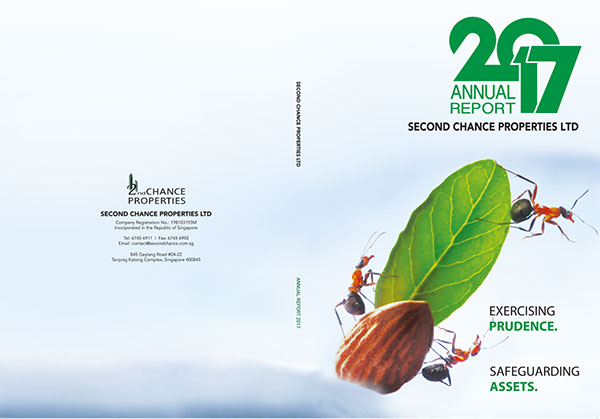 2017
ANNUAL
REPORT
SECOND CHANCE PROPERTIES LTD
EXERCISING
PRUDENCE.
SAFEGUARDING
ASSETS.
SECOND CHANCE PROPERTIES LTD
ANNUAL REPORT 2017
2nd CHANCE
PROPERTIES
SECOND CHANCE PROPERTIES LTD
Company Registration No.: 198103193M
Incorporated in the Republic of Singapore
Tel: 6745 6911 | Fax: 6745 6955
Email: contact@secondchance.com.sg
845 Geylang Road #04-22
Tanjong Katong Complex, Singapore 400845